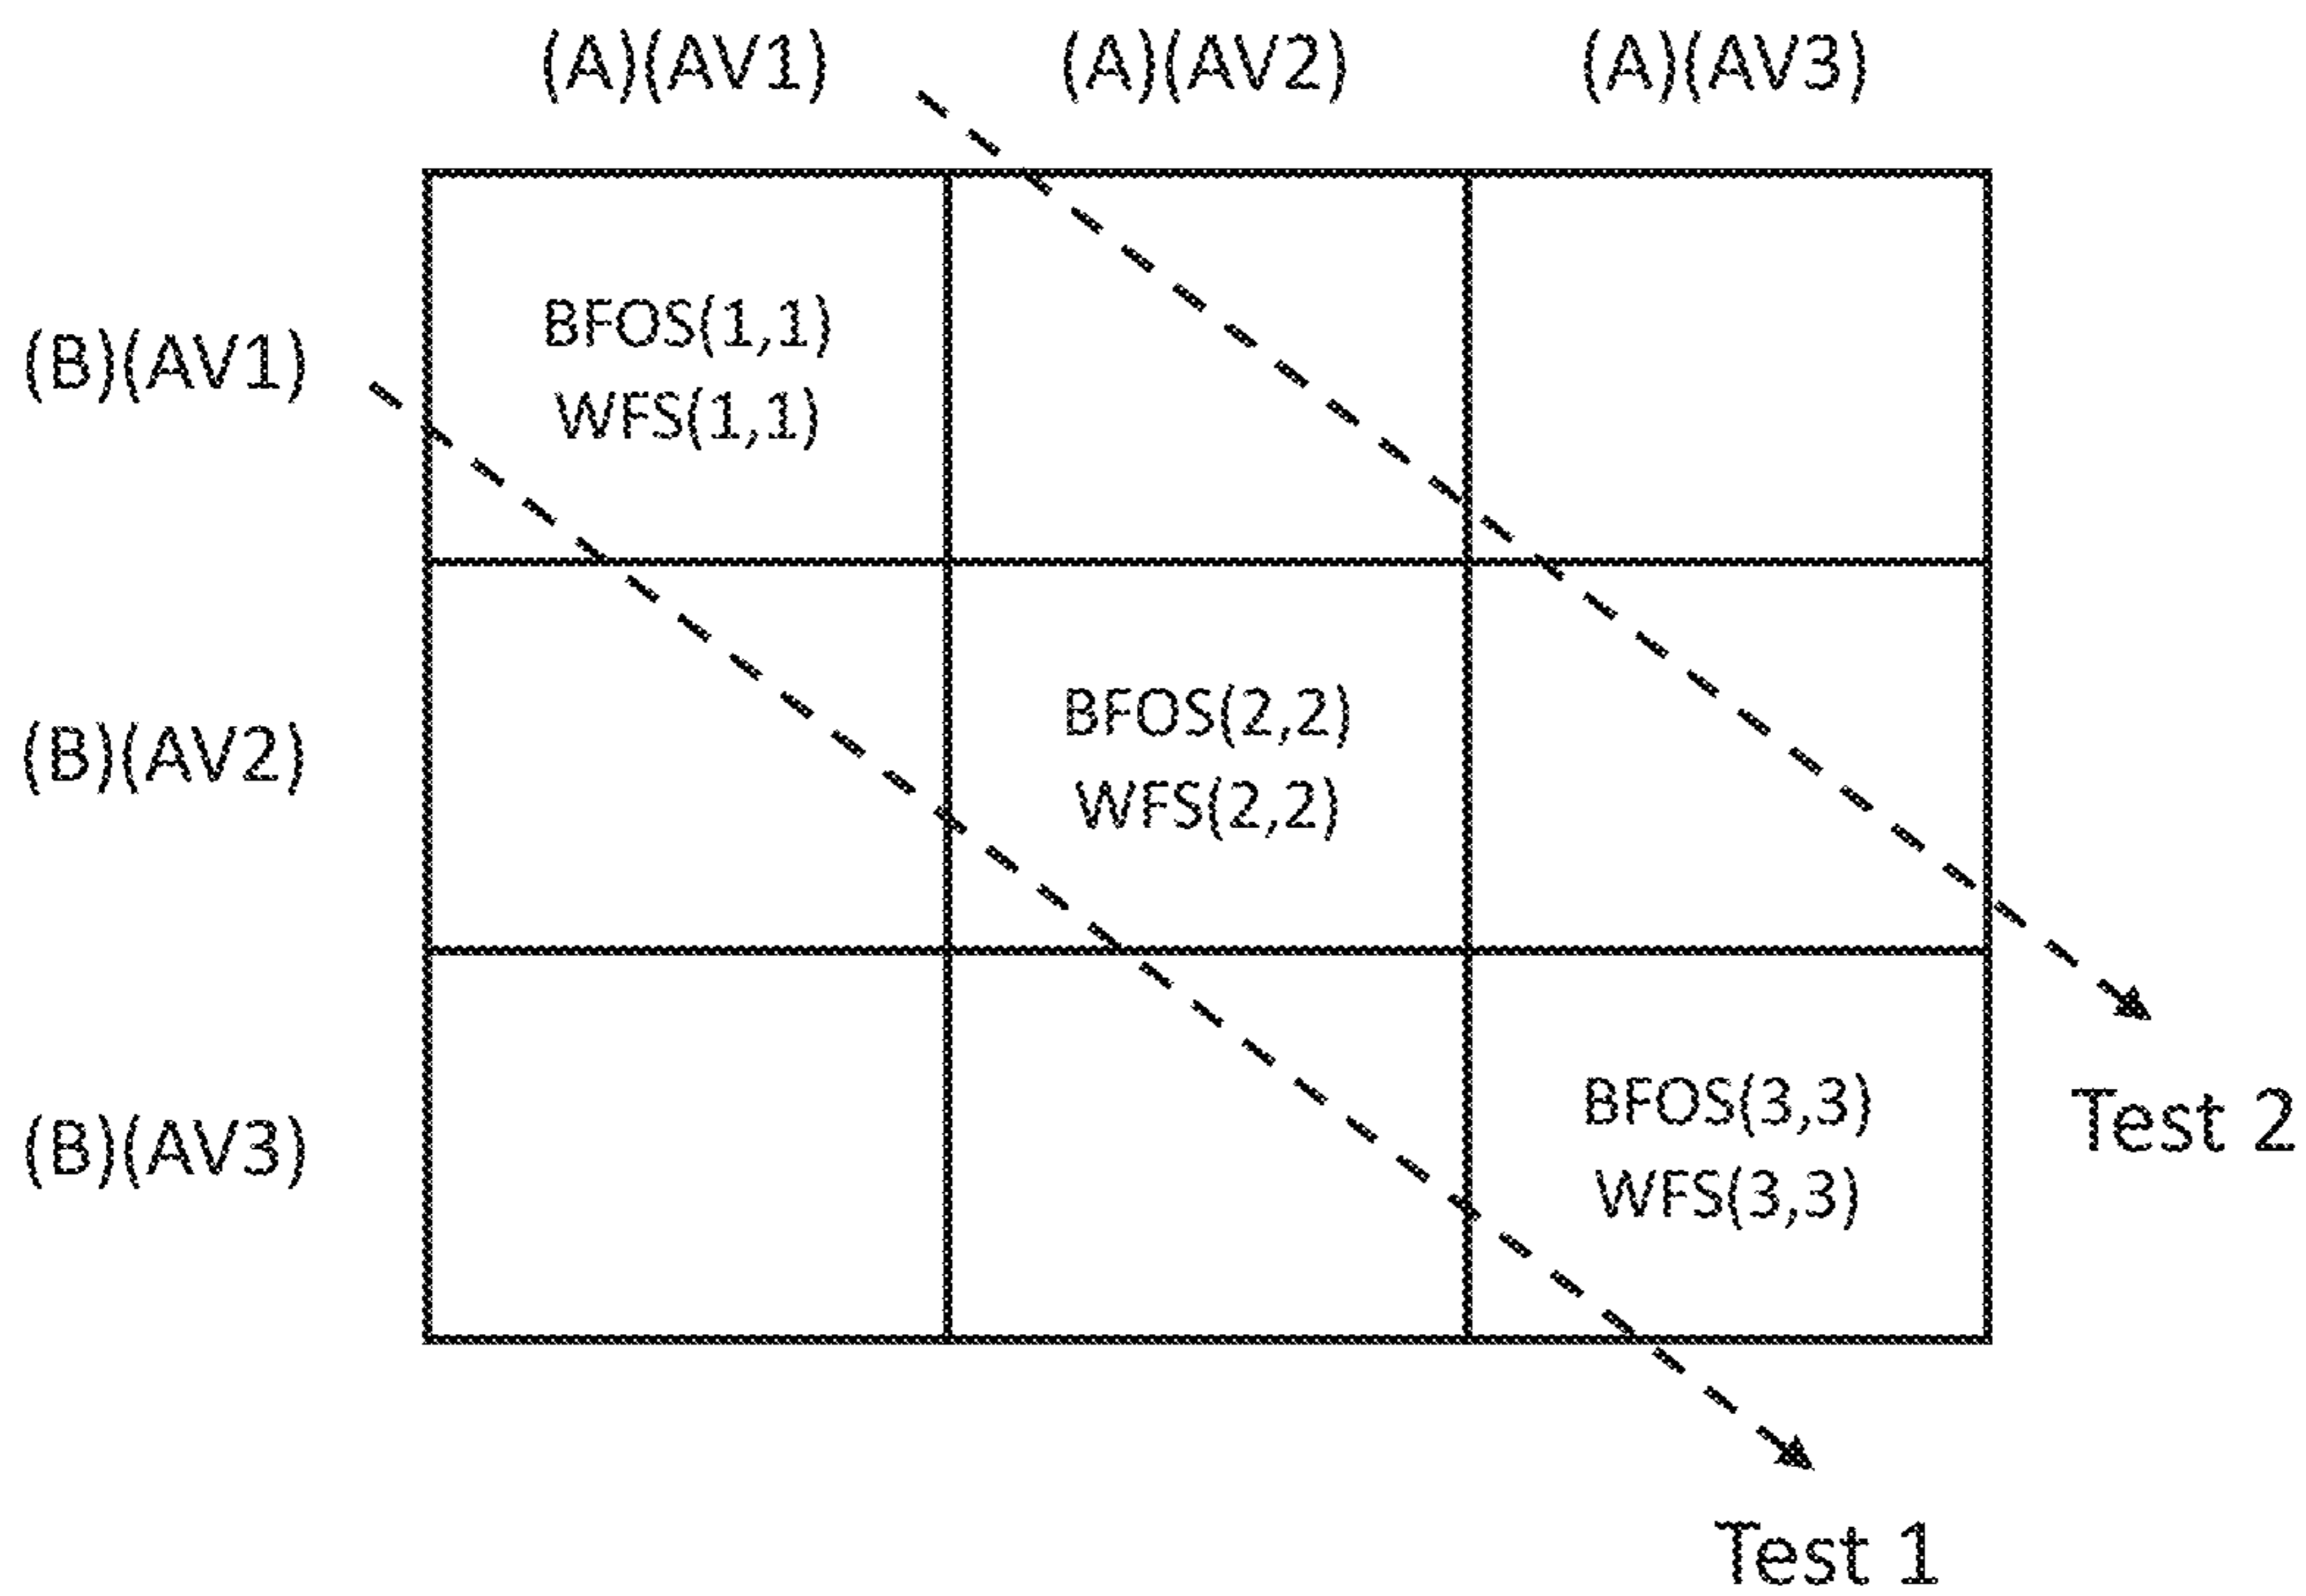 (A)(AV1) (A)(AV2) (A)(AV3)
(B)(AV1)
BFOS(1,1)
WFS(1,1)
(B)(AV2)
BFOS(2,2)
WFS(2,2)
(B)(AV3)
BFOS(3,3)
WFS(3,3)
Test 2
Test 1